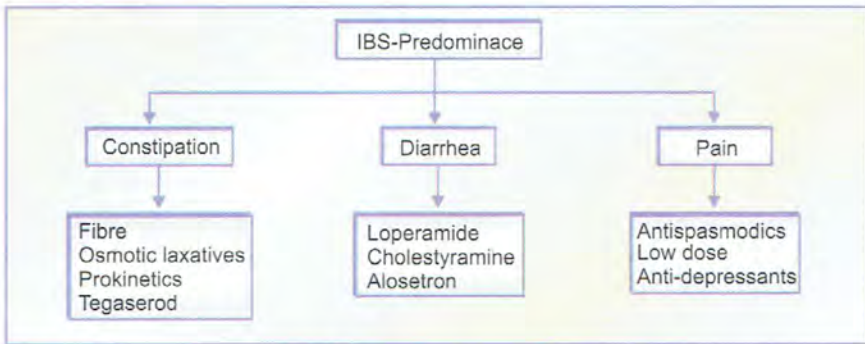 IBS-Predominace
Constipation
Diarrhea
Pain
Fibre
Osmotic laxatives
Prokinetics
Tegaserod
Loperamide
Cholestyramine
Alosetron
Antispasmodics
Low dose
Anti-depressants